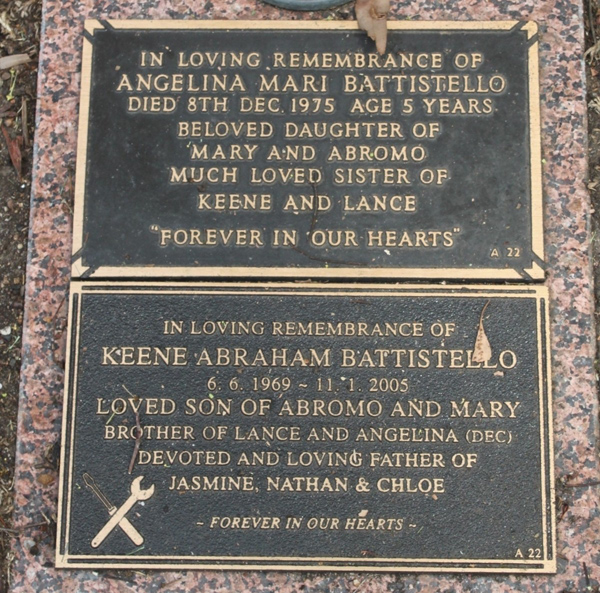 IN LOVING REMEMBRANCE OF
ANGELINA MARI BATTISTELLO
DIED 8TH DEC. 1975 AGE 5 YEARS
BELOVED DAUGHTER OF
MARY AND ABROMO
MUCH LOVED SISTER OF
KEENE AND LANCE
"FOREVER IN OUR HEARTS"
A 22
IN LOVING REMEMBRANCE OF
KEENE ABRAHAM BATTISTELLO
6. 6. 1969 ~ 11. 1. 2005
LOVED SON OF ABROMO AND MARY
BROTHER OF LANCE AND ANGELINA (DEC)
DEVOTED AND LOVING FATHER OF
JASMINE, NATHAN & CHLOE
~ FOREVER IN OUR HEARTS ~
A 22